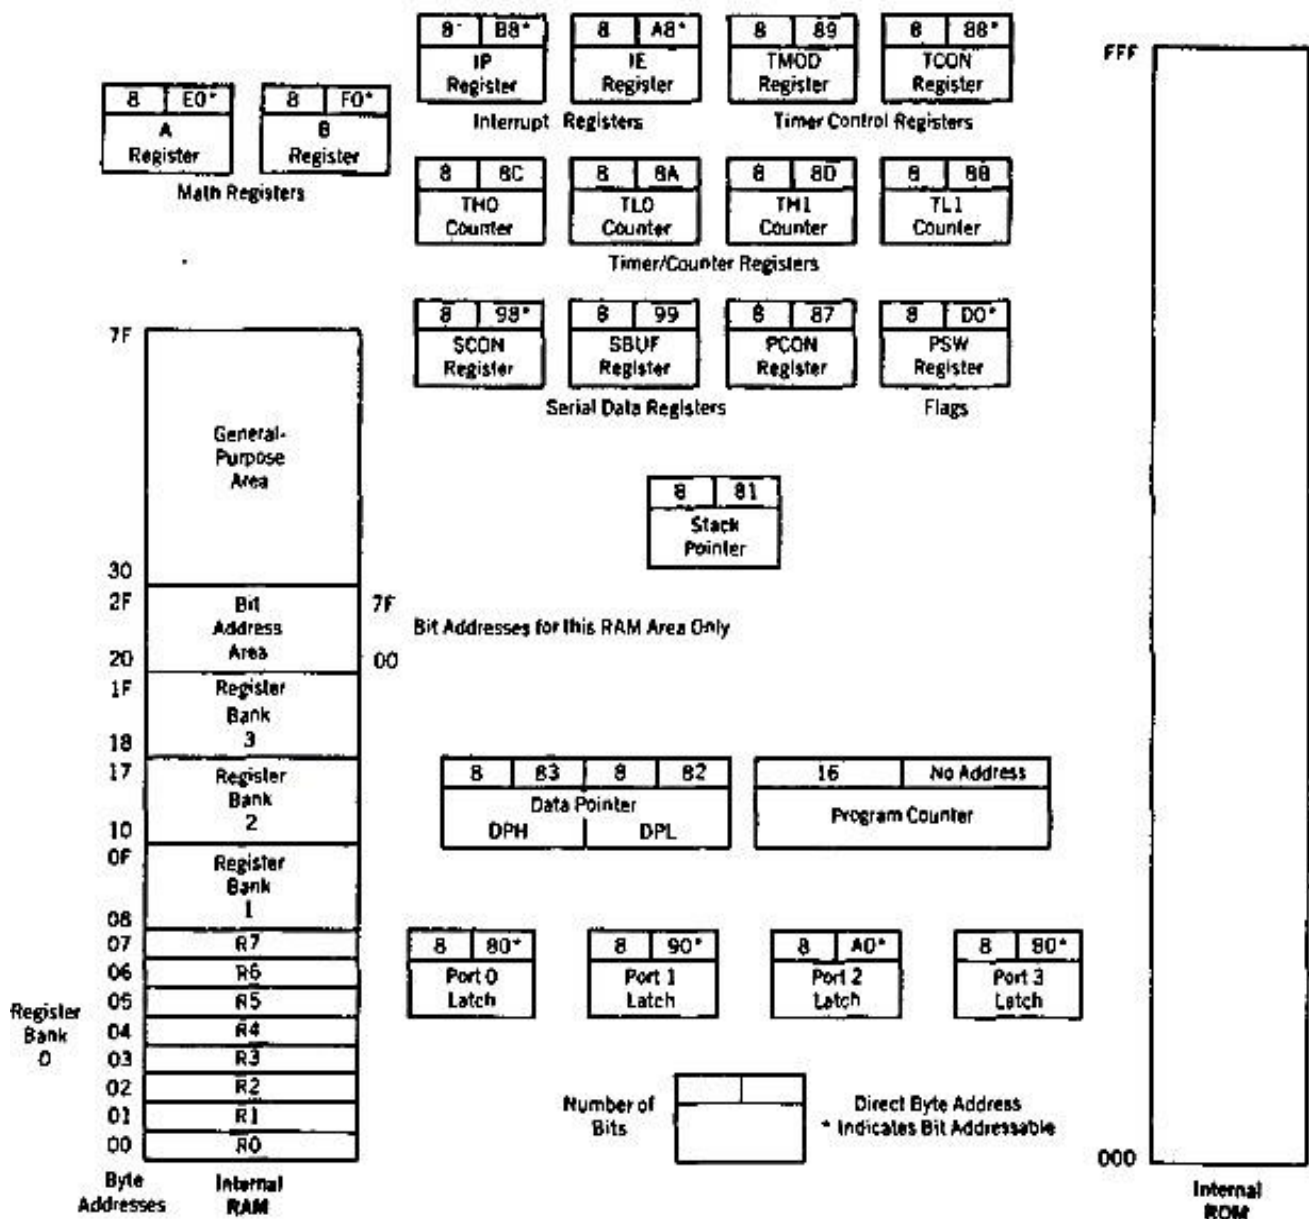 8 B8* 8 A8* 8 89 8 88*
IP Register IE Register TMOD Register TCON Register
Interrupt Registers Timer Control Registers
8 E0* 8 F0*
A Register B Register
Math Registers
8 8C 8 8A 8 8D 8 8B
TH0 Counter TL0 Counter TH1 Counter TL1 Counter
Timer/Counter Registers
8 98* 8 99 8 87 8 D0*
SCON Register SBUF Register PCON Register PSW Register
Serial Data Registers Flags
8 81
Stack
Pointer
FFF
000
Internal
ROM
7F
General-
Purpose
Area
30
2F Bit 7F
Address
Area
20 00
Bit Addresses for this RAM Area Only
1F Register
Bank
18 3
17 Register
Bank
10 2
0F Register
Bank
08 1
07 R7
06 R6
05 R5
04 R4
03 R3
02 R2
01 R1
00 R0
Register
Bank
0
Byte
Addresses
Internal
RAM
8 83 8 82
Data Pointer
DPH DPL
16 No Address
Program Counter
8 80* 8 90* 8 A0* 8 B0*
Port 0 Latch Port 1 Latch Port 2 Latch Port 3 Latch
Number of
Bits
Direct Byte Address
* Indicates Bit Addressable